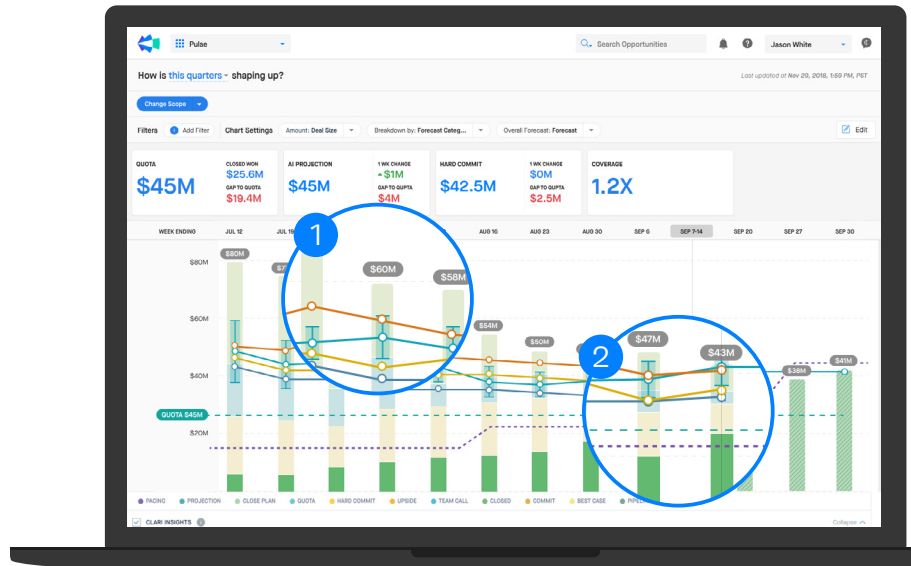 Pulse
Search Opportunities
Jason White
How is this quarters shaping up?
Last updated at Nov 29, 2018, 1:69 PM, PST
Change Scope
Filters
Add Filter
Chart Settings
Amount: Deal Size
Breakdown by: Forecast Categ...
Overall Forecast: Forecast
Edit
QUOTA
$45M
CLOSED WON
$25.6M
GAP TO QUOTA
$19.4M
AI PROJECTION
$45M
1 WK CHANGE
$1M
GAP TO QUPTA
$4M
HARD COMMIT
$42.5M
1 WK CHANGE
$0M
GAP TO QUPTA
$2.5M
COVERAGE
1.2X
WEEK ENDING
JUL 12
JUL 19
AUG 16
AUG 23
AUG 30
SEP 6
SEP 7-14
SEP 20
SEP 27
SEP 30
1
2
$80M
$60M
$40M
QUOTA $45M
$20M
$80M
$60M
$58M
$54M
$50M
$47M
$43M
$38M
$41M
PACING
PROJECTION
CLOSE PLAN
QUOTA
HARD COMMIT
UPSIDE
TEAM CALL
CLOSED
COMMIT
BEST CASE
CLARI INSIGHTS
Collapse